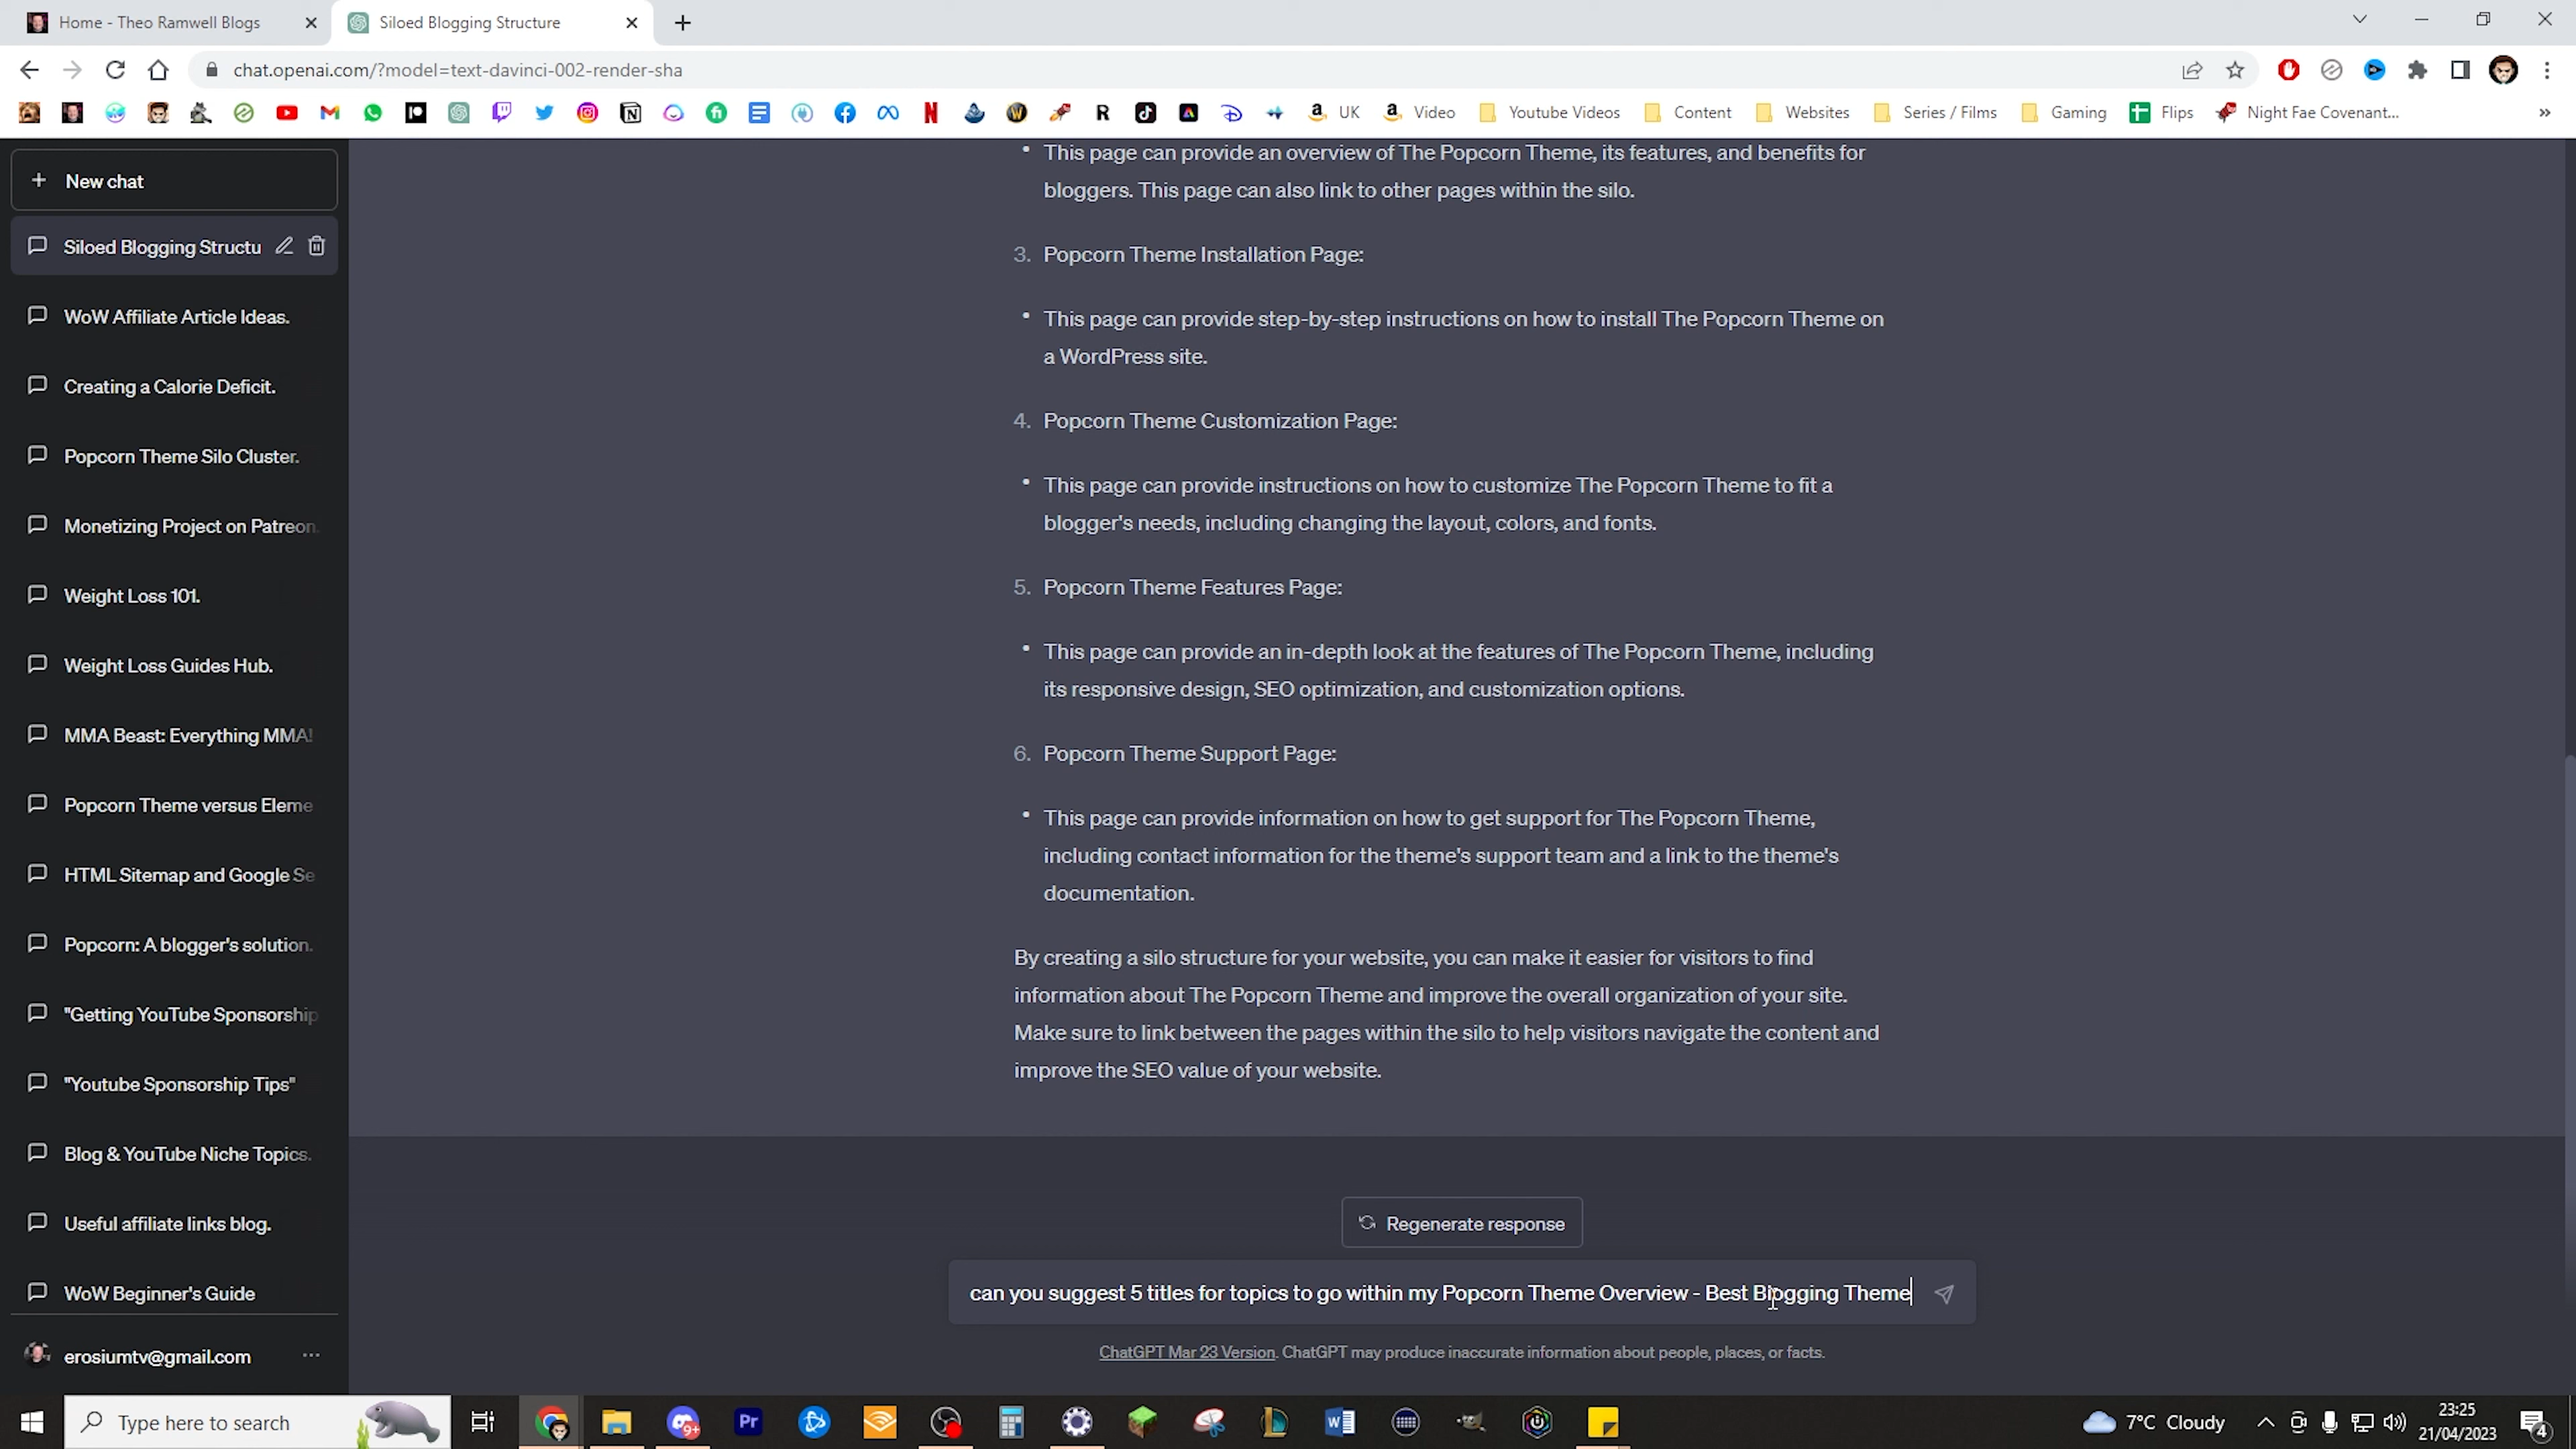 Home - Theo Ramwell Blogs
Siloed Blogging Structure
chat.openai.com/?model=text-davinci-002-render-sha
UK
Video
Youtube Videos
Content
Websites
Series / Films
Gaming
Flips
Night Fae Covenant...
New chat
Siloed Blogging Structu
WoW Affiliate Article Ideas.
Creating a Calorie Deficit.
Popcorn Theme Silo Cluster.
Monetizing Project on Patreon.
Weight Loss 101.
Weight Loss Guides Hub.
MMA Beast: Everything MMA!
Popcorn Theme versus Eleme
HTML Sitemap and Google Se
Popcorn: A blogger's solution.
"Getting YouTube Sponsorship
"Youtube Sponsorship Tips"
Blog & YouTube Niche Topics.
Useful affiliate links blog.
WoW Beginner's Guide
erosiumtv@gmail.com
• This page can provide an overview of The Popcorn Theme, its features, and benefits for
bloggers. This page can also link to other pages within the silo.
3. Popcorn Theme Installation Page:
• This page can provide step-by-step instructions on how to install The Popcorn Theme on
a WordPress site.
4. Popcorn Theme Customization Page:
• This page can provide instructions on how to customize The Popcorn Theme to fit a
blogger's needs, including changing the layout, colors, and fonts.
5. Popcorn Theme Features Page:
• This page can provide an in-depth look at the features of The Popcorn Theme, including
its responsive design, SEO optimization, and customization options.
6. Popcorn Theme Support Page:
• This page can provide information on how to get support for The Popcorn Theme,
including contact information for the theme's support team and a link to the theme's
documentation.
By creating a silo structure for your website, you can make it easier for visitors to find
information about The Popcorn Theme and improve the overall organization of your site.
Make sure to link between the pages within the silo to help visitors navigate the content and
improve the SEO value of your website.
Regenerate response
can you suggest 5 titles for topics to go within my Popcorn Theme Overview - Best Blogging Theme
ChatGPT Mar 23 Version. ChatGPT may produce inaccurate information about people, places, or facts.
Type here to search
9+
Pr
7°C Cloudy
23:25
21/04/2023
4